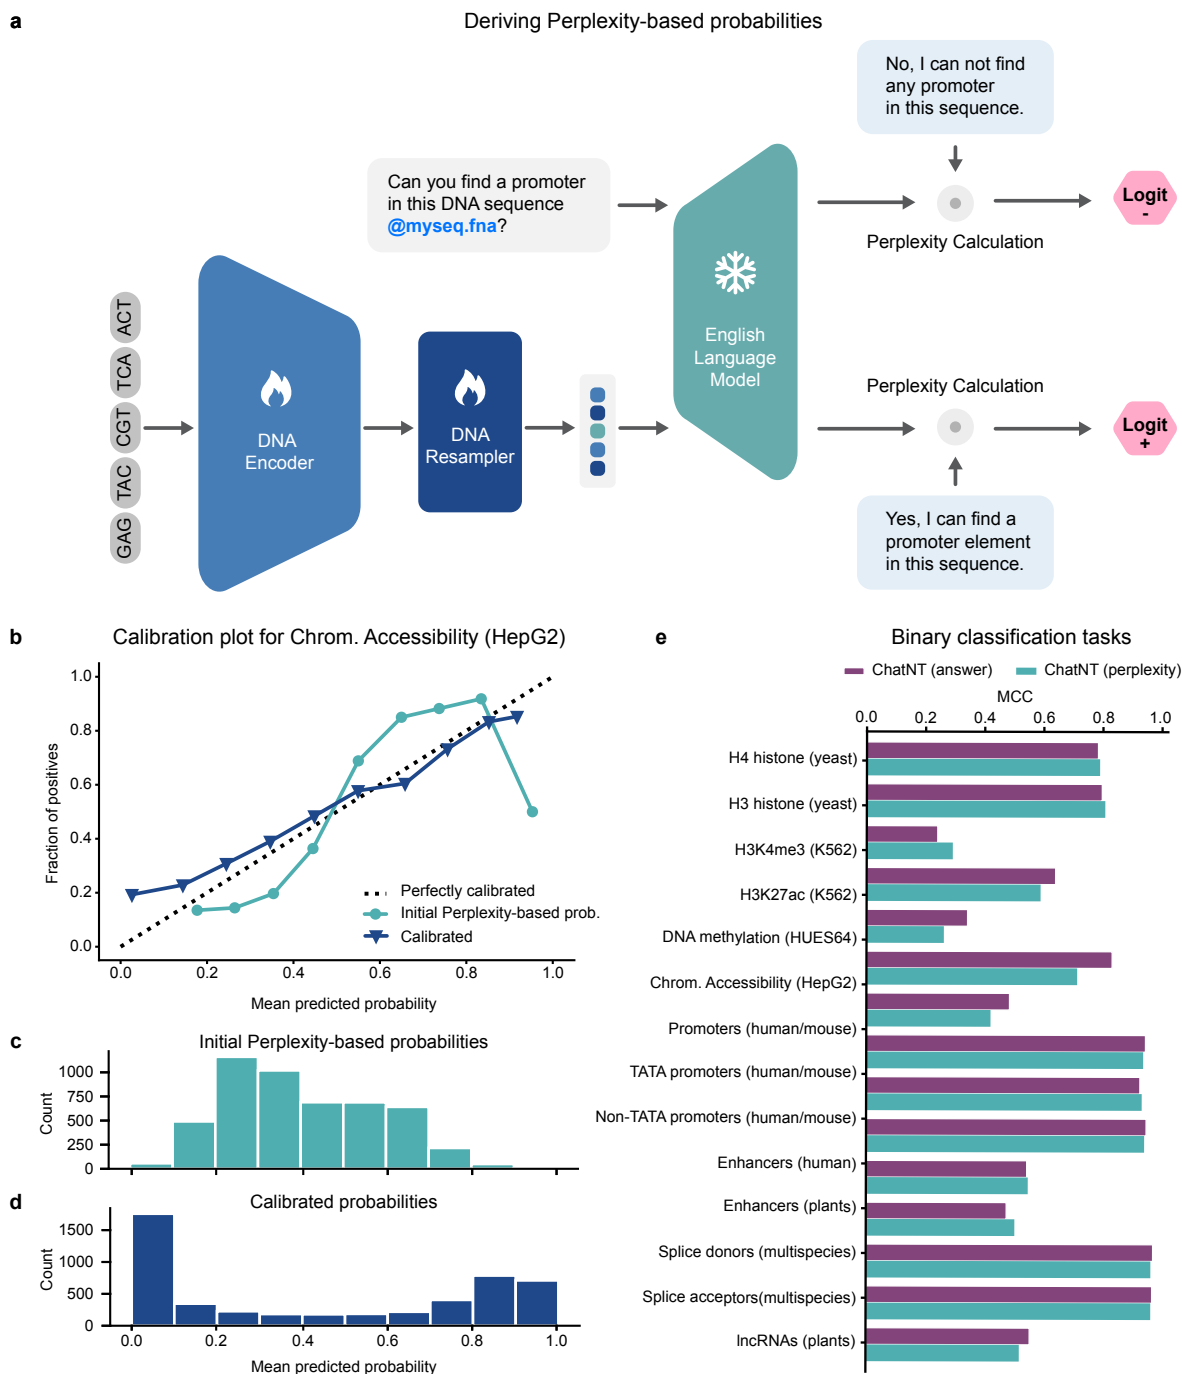 a
Deriving Perplexity-based probabilities
No, I can not find
any promoter
in this sequence.
Can you find a promoter
in this DNA sequence
@myseq.fna?
Logit
-
Perplexity Calculation
ACT
TCA
CGT
TAC
GAG
DNA
Encoder
DNA
Resampler
English
Language
Model
Perplexity Calculation
Logit
+
Yes, I can find a
promoter element
in this sequence.
b
Calibration plot for Chrom. Accessibility (HepG2)
Fraction of positives
1.0
0.8
0.6
0.4
0.2
0.0
Perfectly calibrated
Initial Perplexity-based prob.
Calibrated
0.0 0.2 0.4 0.6 0.8 1.0
Mean predicted probability
c
Initial Perplexity-based probabilities
Count
1000
750
500
250
0
d
Calibrated probabilities
Count
1500
1000
500
0
0.0 0.2 0.4 0.6 0.8 1.0
Mean predicted probability
e
Binary classification tasks
ChatNT (answer) ChatNT (perplexity)
MCC
0.0 0.2 0.4 0.6 0.8 1.0
H4 histone (yeast)
H3 histone (yeast)
H3K4me3 (K562)
H3K27ac (K562)
DNA methylation (HUES64)
Chrom. Accessibility (HepG2)
Promoters (human/mouse)
TATA promoters (human/mouse)
Non-TATA promoters (human/mouse)
Enhancers (human)
Enhancers (plants)
Splice donors (multispecies)
Splice acceptors(multispecies)
lncRNAs (plants)